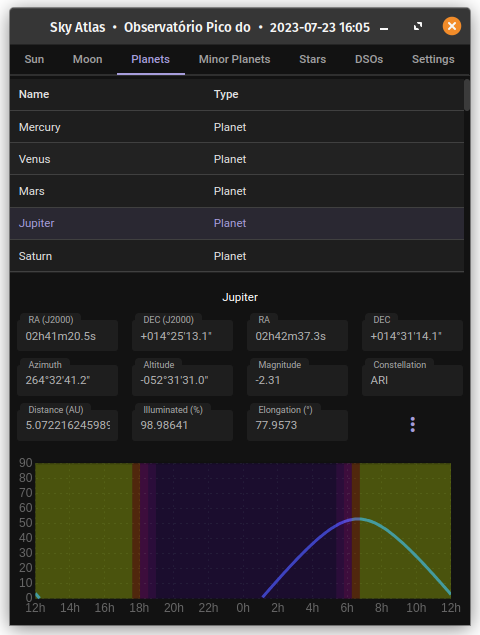 Sky Atlas • Observatório Pico do • 2023-07-23 16:05
Sun Moon Planets Minor Planets Stars DSOs Settings
Name Type
Mercury Planet
Venus Planet
Mars Planet
Jupiter Planet
Saturn Planet
Jupiter
RA (J2000) DEC (J2000) RA DEC
02h41m20.5s +014°25'13.1" 02h42m37.3s +014°31'14.1"
Azimuth Altitude Magnitude Constellation
264°32'41.2" -052°31'31.0" -2.31 ARI
Distance (AU) Illuminated (%) Elongation (°)
5.072216245989 98.98641 77.9573
90
80
70
60
50
40
30
20
10
0
12h 14h 16h 18h 20h 22h 0h 2h 4h 6h 8h 10h 12h